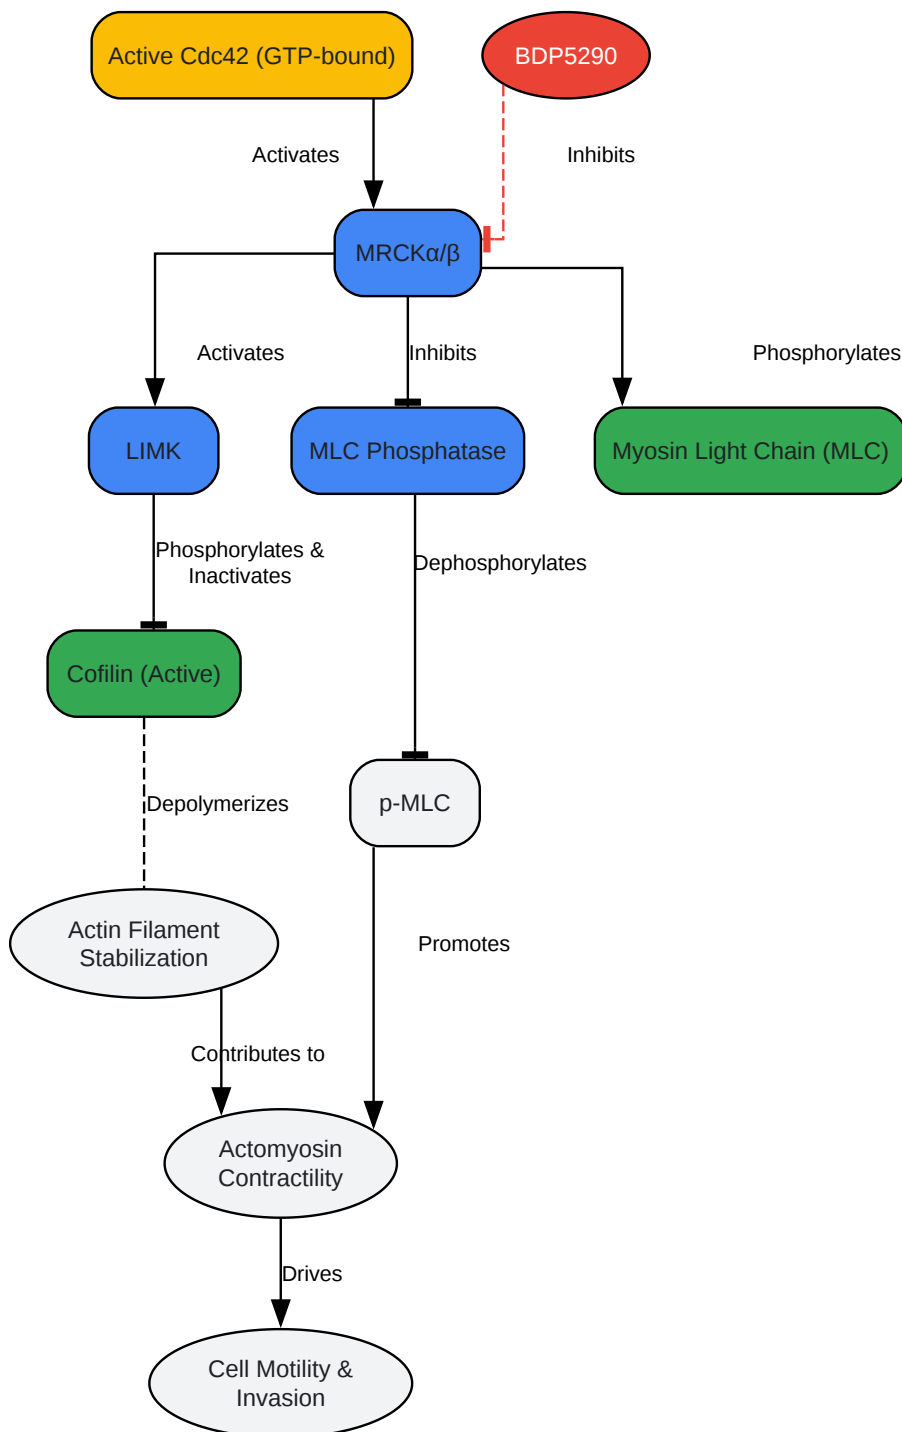 Active Cdc42 (GTP-bound)
BDP5290
Activates
Inhibits
MRCKα/β
Activates
Inhibits
Phosphorylates
LIMK
MLC Phosphatase
Myosin Light Chain (MLC)
Phosphorylates &
Inactivates
Dephosphorylates
Cofilin (Active)
Depolymerizes
p-MLC
Actin Filament
Stabilization
Promotes
Contributes to
Actomyosin
Contractility
Drives
Cell Motility &
Invasion